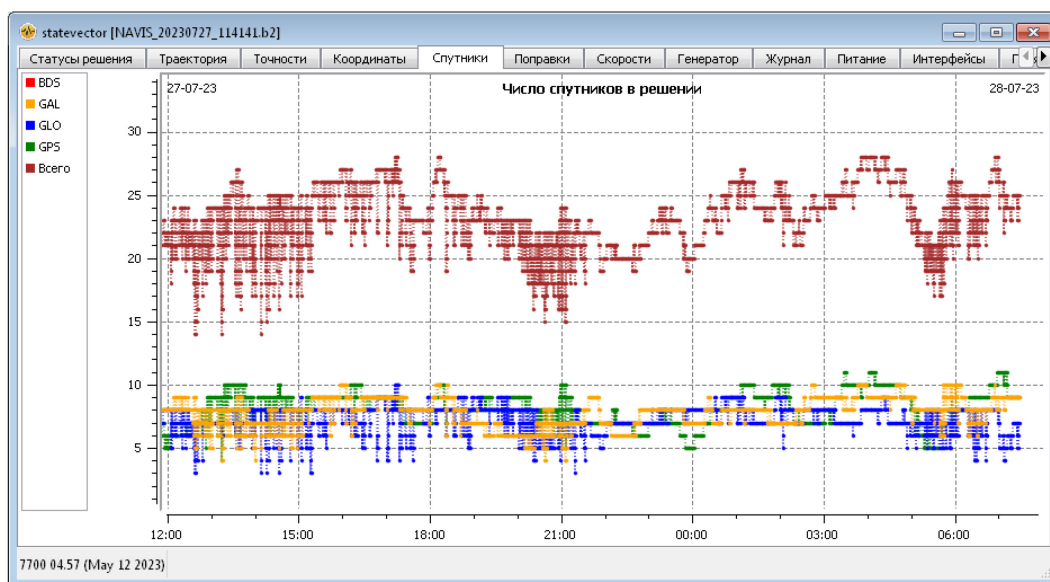 statevector [NAVIS_20230727_114141.b2]
Статусы решения Траектория Точности Координаты Спутники Поправки Скорости Генератор Журнал Питание Интерфейсы
BDS
GAL
GLO
GPS
Всего
27-07-23 Число спутников в решении 28-07-23
30
25
20
15
10
5
12:00 15:00 18:00 21:00 00:00 03:00 06:00
7700 04.57 (May 12 2023)